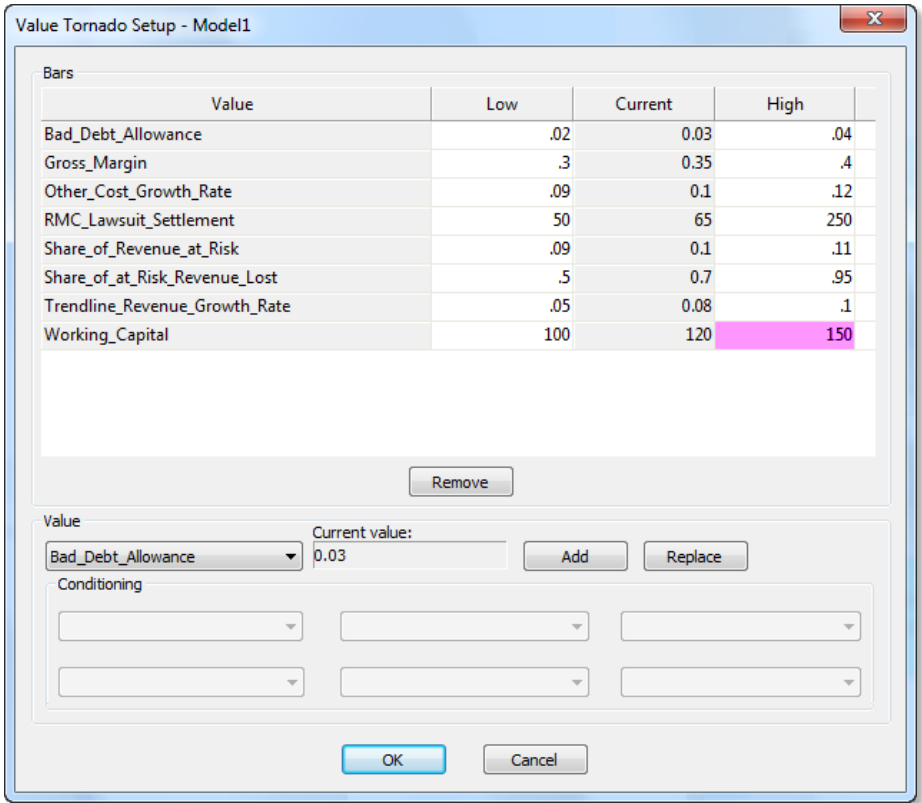 Value Tornado Setup - Model1
Bars
Value Low Current High
Bad_Debt_Allowance .02 0.03 .04
Gross_Margin .3 0.35 .4
Other_Cost_Growth_Rate .09 0.1 .12
RMC_Lawsuit_Settlement 50 65 250
Share_of_Revenue_at_Risk .09 0.1 .11
Share_of_at_Risk_Revenue_Lost .5 0.7 .95
Trendline_Revenue_Growth_Rate .05 0.08 .1
Working_Capital 100 120 150
Remove
Value
Current value:
Bad_Debt_Allowance 0.03 Add Replace
Conditioning
OK Cancel